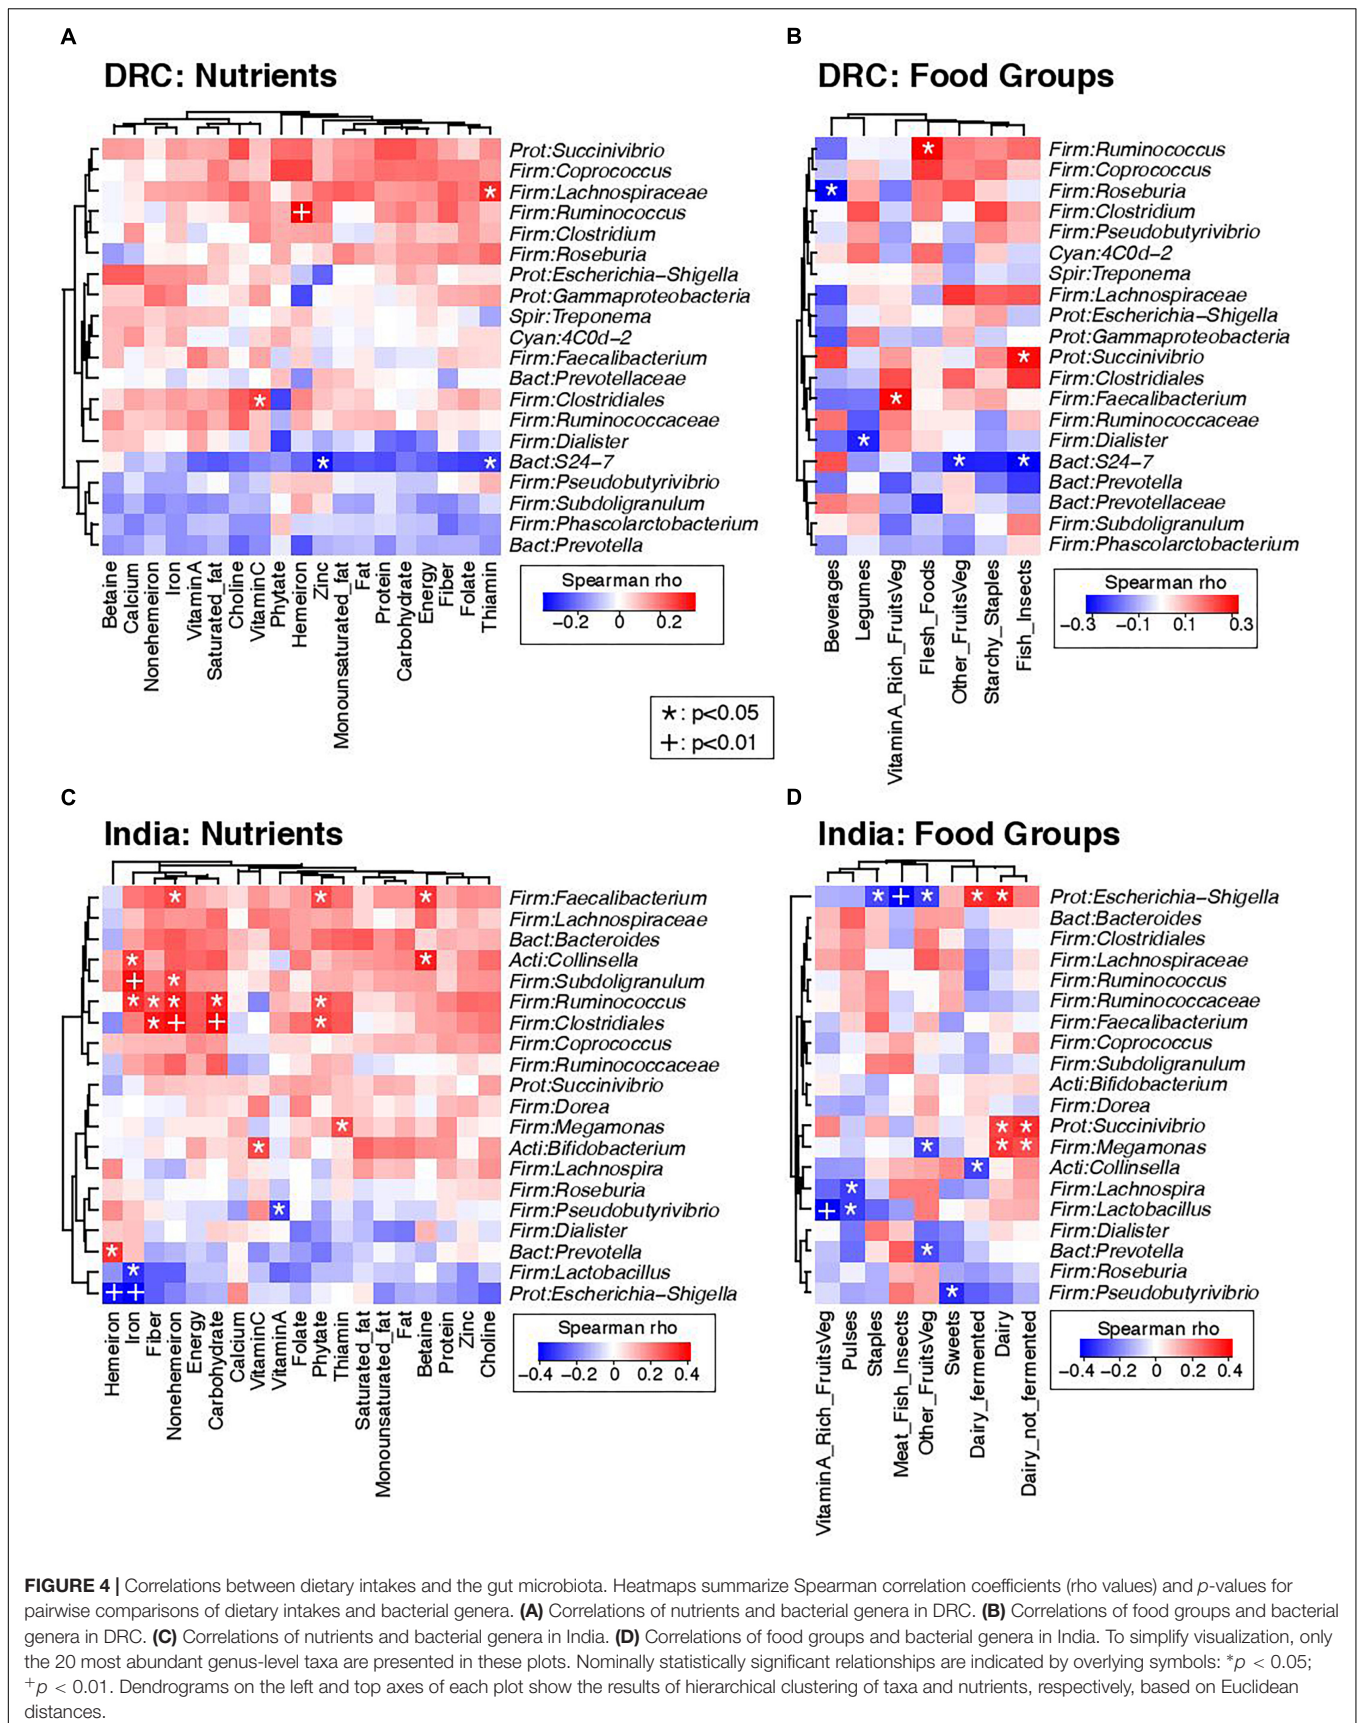 A
DRC: Nutrients
Prot:Succinivibrio
Firm:Coprococcus
Firm:Lachnospiraceae
Firm:Ruminococcus
Firm:Clostridium
Firm:Roseburia
Prot:Escherichia−Shigella
Prot:Gammaproteobacteria
Spir:Treponema
Cyan:4C0d−2
Firm:Faecalibacterium
Bact:Prevotellaceae
Firm:Clostridiales
Firm:Ruminococcaceae
Firm:Dialister
Bact:S24−7
Firm:Pseudobutyrivibrio
Firm:Subdoligranulum
Firm:Phascolarctobacterium
Bact:Prevotella
Betaine
Calcium
Nonehemeiron
Iron
VitaminA
Saturated_fat
Choline
VitaminC
Phytate
Hemeiron
Zinc
Monounsaturated_fat
Fat
Protein
Carbohydrate
Energy
Fiber
Folate
Thiamin
Spearman rho
−0.2 0 0.2
B
DRC: Food Groups
Firm:Ruminococcus
Firm:Coprococcus
Firm:Roseburia
Firm:Clostridium
Firm:Pseudobutyrivibrio
Cyan:4C0d−2
Spir:Treponema
Firm:Lachnospiraceae
Prot:Escherichia−Shigella
Prot:Gammaproteobacteria
Prot:Succinivibrio
Firm:Clostridiales
Firm:Faecalibacterium
Firm:Ruminococcaceae
Firm:Dialister
Bact:S24−7
Bact:Prevotella
Bact:Prevotellaceae
Firm:Subdoligranulum
Firm:Phascolarctobacterium
Beverages
Legumes
VitaminA_Rich_FruitsVeg
Flesh_Foods
Other_FruitsVeg
Starchy_Staples
Fish_Insects
Spearman rho
−0.3 −0.1 0.1 0.3
*: p<0.05
+: p<0.01
C
India: Nutrients
Firm:Faecalibacterium
Firm:Lachnospiraceae
Bact:Bacteroides
Acti:Collinsella
Firm:Subdoligranulum
Firm:Ruminococcus
Firm:Clostridiales
Firm:Coprococcus
Firm:Ruminococcaceae
Prot:Succinivibrio
Firm:Dorea
Firm:Megamonas
Acti:Bifidobacterium
Firm:Lachnospira
Firm:Roseburia
Firm:Pseudobutyrivibrio
Firm:Dialister
Bact:Prevotella
Firm:Lactobacillus
Prot:Escherichia−Shigella
Hemeiron
Iron
Fiber
Nonehemeiron
Energy
Carbohydrate
Calcium
VitaminC
VitaminA
Folate
Phytate
Thiamin
Saturated_fat
Monounsaturated_fat
Fat
Betaine
Protein
Zinc
Choline
Spearman rho
−0.4 −0.2 0 0.2 0.4
D
India: Food Groups
Prot:Escherichia−Shigella
Bact:Bacteroides
Firm:Clostridiales
Firm:Lachnospiraceae
Firm:Ruminococcus
Firm:Ruminococcaceae
Firm:Faecalibacterium
Firm:Coprococcus
Firm:Subdoligranulum
Acti:Bifidobacterium
Firm:Dorea
Prot:Succinivibrio
Firm:Megamonas
Acti:Collinsella
Firm:Lachnospira
Firm:Lactobacillus
Firm:Dialister
Bact:Prevotella
Firm:Roseburia
Firm:Pseudobutyrivibrio
VitaminA_Rich_FruitsVeg
Pulses
Staples
Meat_Fish_Insects
Other_FruitsVeg
Sweets
Dairy_fermented
Dairy
Dairy_not_fermented
Spearman rho
−0.4 −0.2 0 0.2 0.4
FIGURE 4 | Correlations between dietary intakes and the gut microbiota. Heatmaps summarize Spearman correlation coefficients (rho values) and p-values for
pairwise comparisons of dietary intakes and bacterial genera. (A) Correlations of nutrients and bacterial genera in DRC. (B) Correlations of food groups and bacterial
genera in DRC. (C) Correlations of nutrients and bacterial genera in India. (D) Correlations of food groups and bacterial genera in India. To simplify visualization, only
the 20 most abundant genus-level taxa are presented in these plots. Nominally statistically significant relationships are indicated by overlying symbols: *p < 0.05;
+p < 0.01. Dendrograms on the left and top axes of each plot show the results of hierarchical clustering of taxa and nutrients, respectively, based on Euclidean
distances.